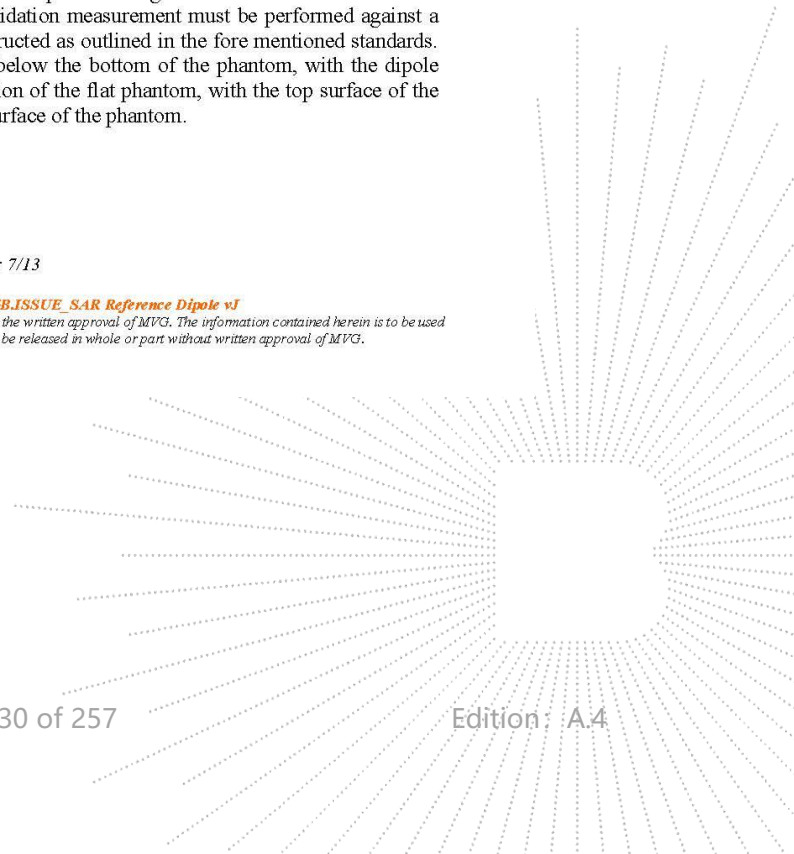 idation measurement must be performed against a
ructed as outlined in the fore mentioned standards.
below the bottom of the phantom, with the dipole
ion of the flat phantom, with the top surface of the
urface of the phantom.
: 7/13
B.ISSUE_SAR Reference Dipole vJ
the written approval of MVG. The information contained herein is to be used
be released in whole or part without written approval of MVG.
30 of 257
Edition: A.4